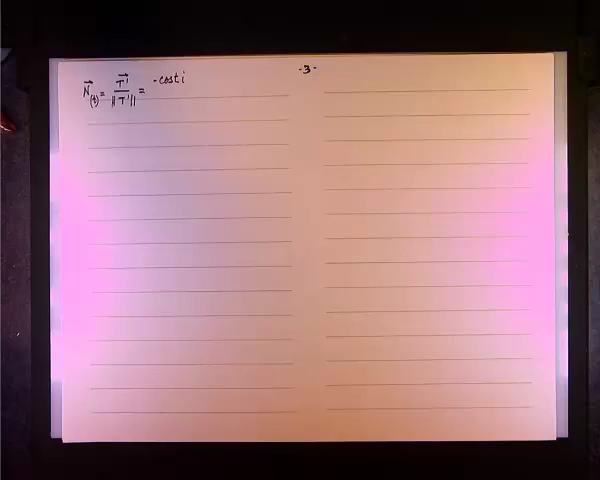 -3-
N⃗(t) = T⃗' / ||T'|| = -cost i